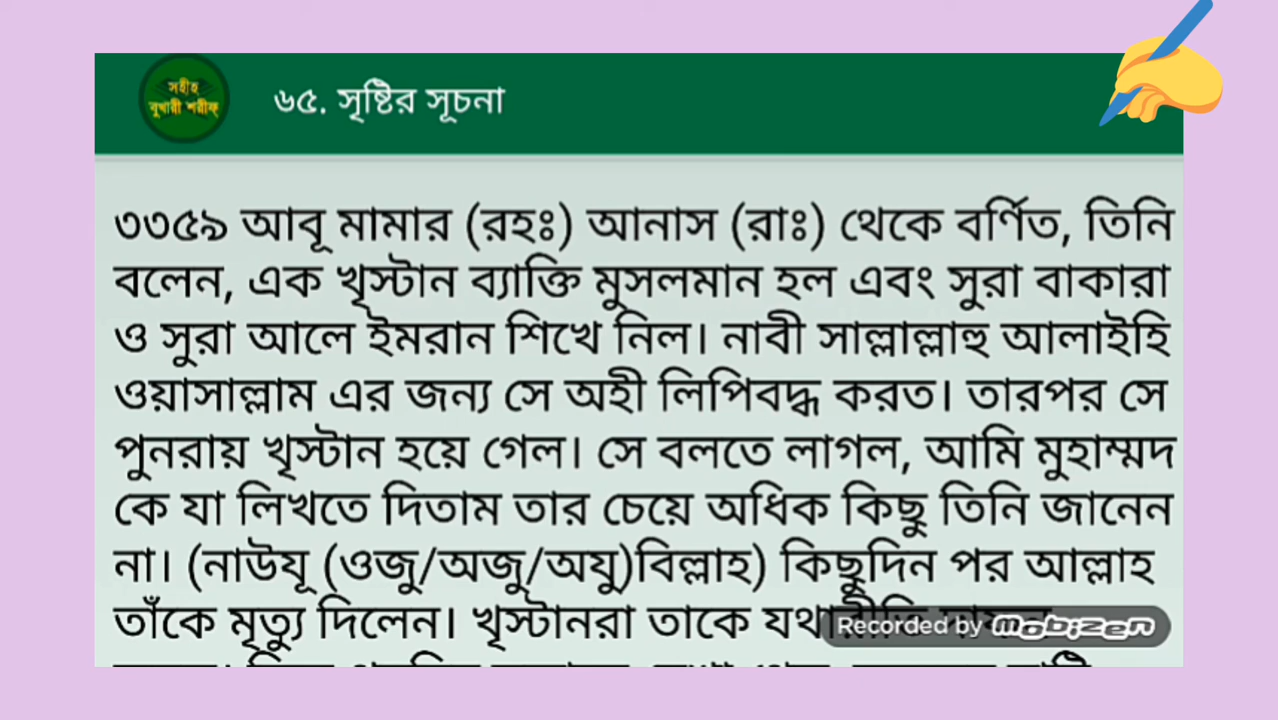 সহীহ
বুখারী শরীফ
৬৫. সৃষ্টির সূচনা
৩৩৫৯ আবূ মামার (রহঃ) আনাস (রাঃ) থেকে বর্ণিত, তিনি
বলেন, এক খৃস্টান ব্যাক্তি মুসলমান হল এবং সুরা বাকারা
ও সুরা আলে ইমরান শিখে নিল। নাবী সাল্লাল্লাহু আলাইহি
ওয়াসাল্লাম এর জন্য সে অহী লিপিবদ্ধ করত। তারপর সে
পুনরায় খৃস্টান হয়ে গেল। সে বলতে লাগল, আমি মুহাম্মদ
কে যা লিখতে দিতাম তার চেয়ে অধিক কিছু তিনি জানেন
না। (নাউযূ (ওজু/অজু/অযু)বিল্লাহ) কিছুদিন পর আল্লাহ
তাঁকে মৃত্যু দিলেন। খৃস্টানরা তাকে
Recorded by mobizen